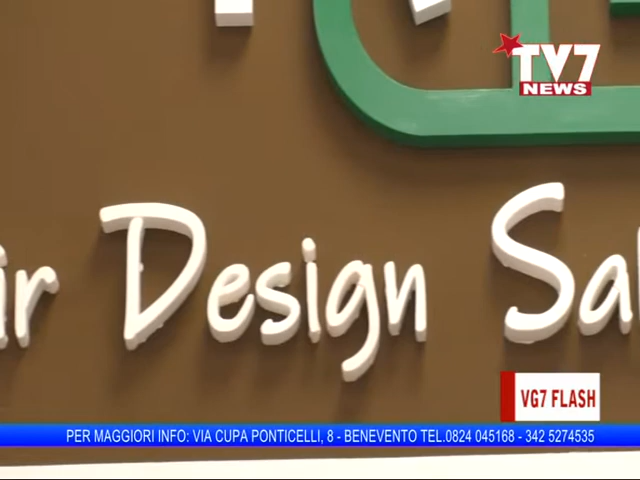 TV7
NEWS
ir Design Sal
VG7 FLASH
PER MAGGIORI INFO: VIA CUPA PONTICELLI, 8 - BENEVENTO TEL.0824 045168 - 342 5274535